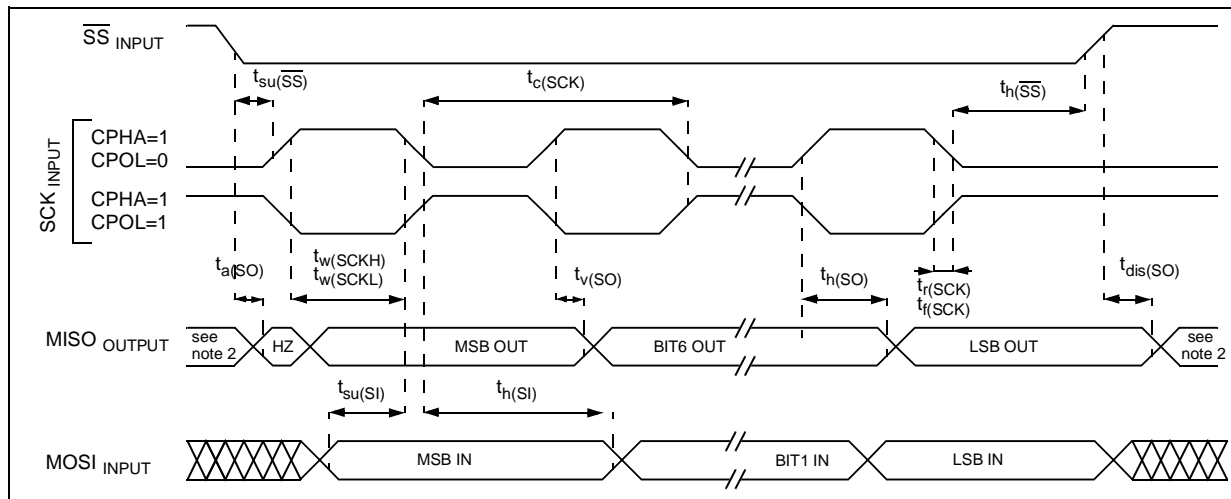 SS INPUT
tsu(SS)
tc(SCK)
th(SS)
SCK INPUT
CPHA=1
CPOL=0
CPHA=1
CPOL=1
ta(SO)
tw(SCKH)
tw(SCKL)
tv(SO)
th(SO)
tr(SCK)
tf(SCK)
tdis(SO)
MISO OUTPUT
see note 2
HZ
MSB OUT
BIT6 OUT
LSB OUT
see note 2
tsu(SI)
th(SI)
MOSI INPUT
MSB IN
BIT1 IN
LSB IN